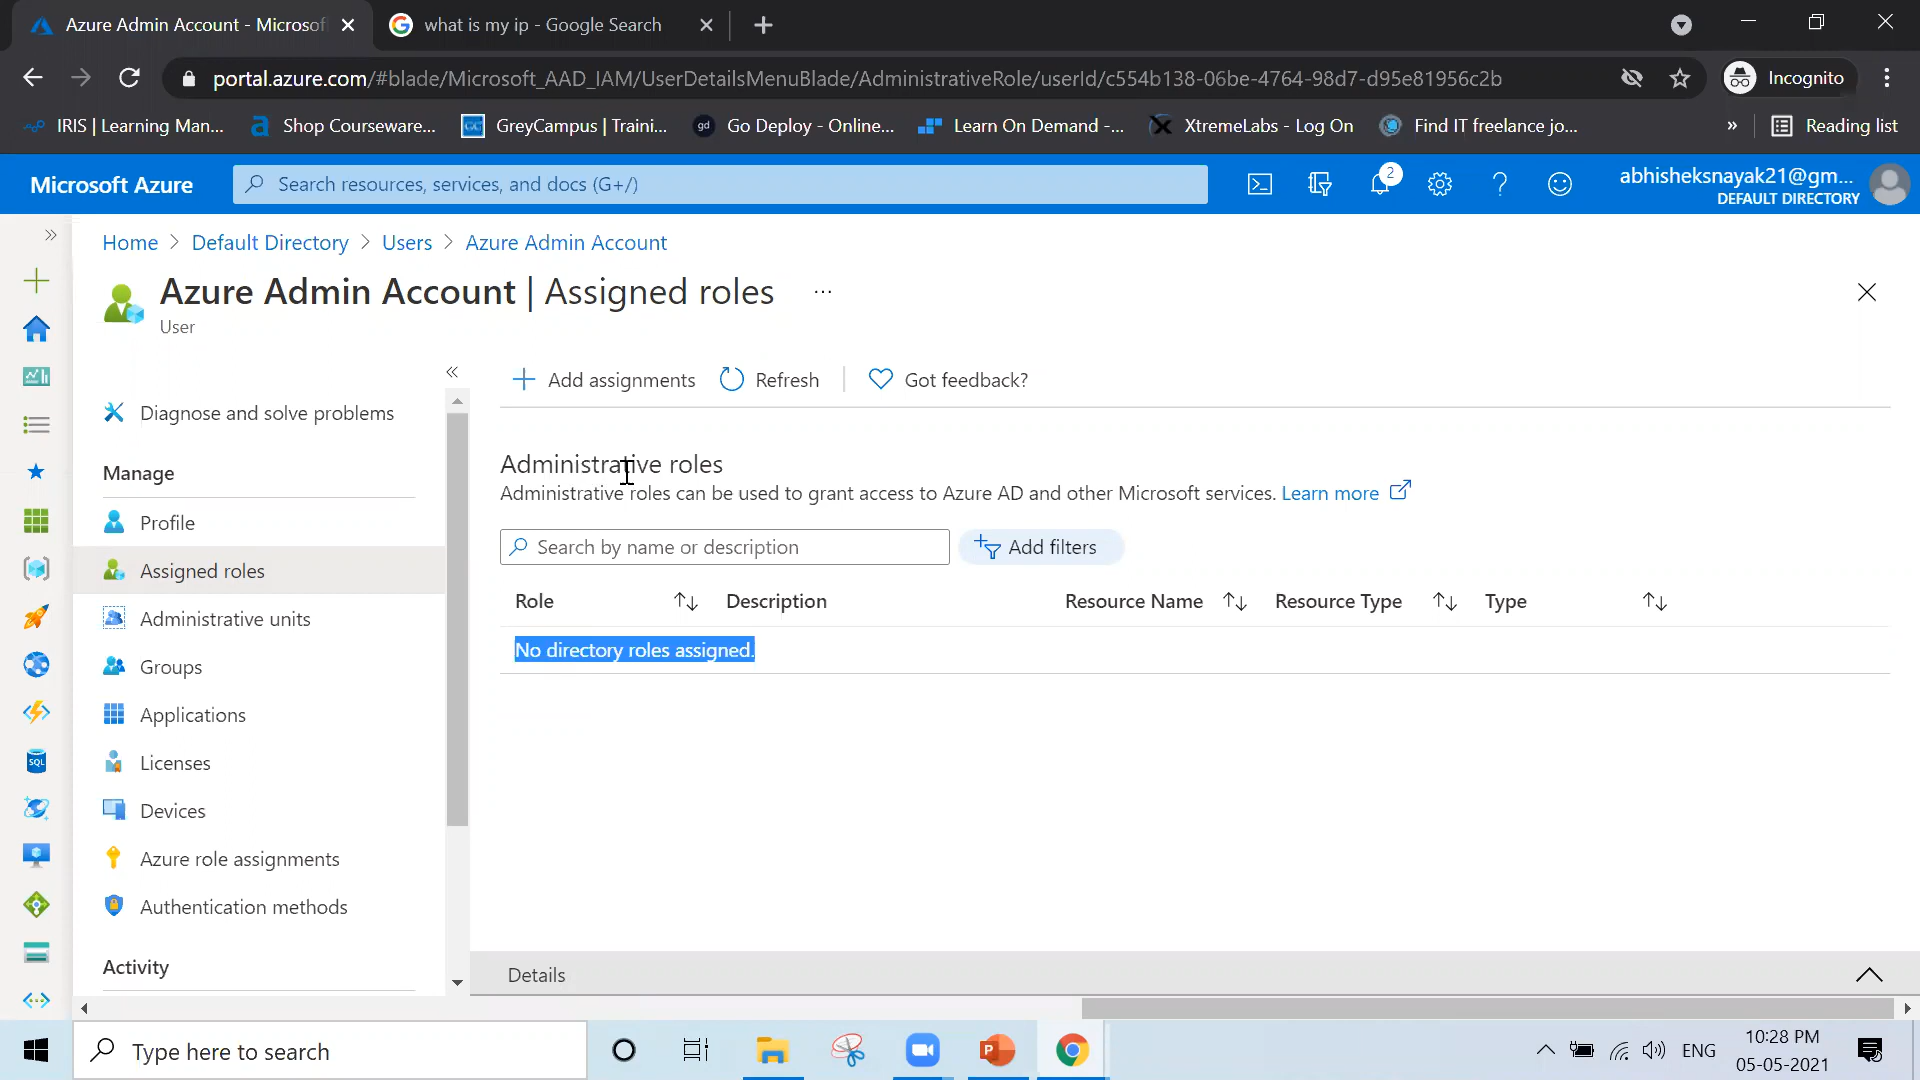 Azure Admin Account - Microsof
what is my ip - Google Search
portal.azure.com/#blade/Microsoft_AAD_IAM/UserDetailsMenuBlade/AdministrativeRole/userId/c554b138-06be-4764-98d7-d95e81956c2b
Incognito
IRIS | Learning Man...
Shop Courseware...
GreyCampus | Traini...
gd
Go Deploy - Online...
Learn On Demand -...
XtremeLabs - Log On
Find IT freelance jo...
»
Reading list
Microsoft Azure
Search resources, services, and docs (G+/)
2
abhisheksnayak21@gm...
DEFAULT DIRECTORY
Home > Default Directory > Users > Azure Admin Account
Azure Admin Account | Assigned roles ...
User
Diagnose and solve problems
Manage
Profile
Assigned roles
Administrative units
Groups
Applications
Licenses
Devices
Azure role assignments
Authentication methods
Activity
SQL
Add assignments
Refresh
Got feedback?
Administrative roles
Administrative roles can be used to grant access to Azure AD and other Microsoft services. Learn more
Search by name or description
Add filters
Role
Description
Resource Name
Resource Type
Type
No directory roles assigned.
Details
Type here to search
P
ENG
10:28 PM
05-05-2021